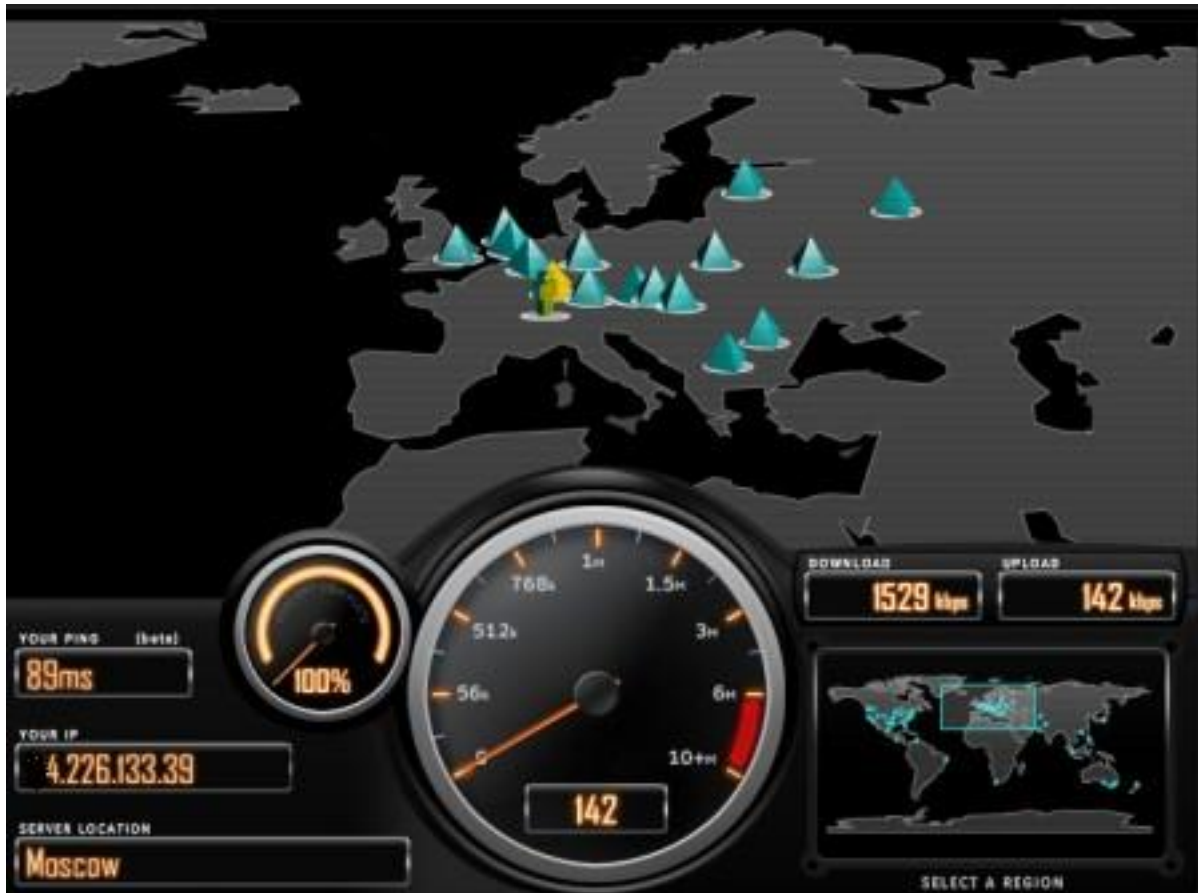 DOWNLOAD
1529 kbps
UPLOAD
142 kbps
1M
768k
1.5M
512k
3M
56k
6M
0
10+M
142
100%
YOUR PING (beta)
89ms
YOUR IP
4.226.133.39
SERVER LOCATION
Moscow
SELECT A REGION